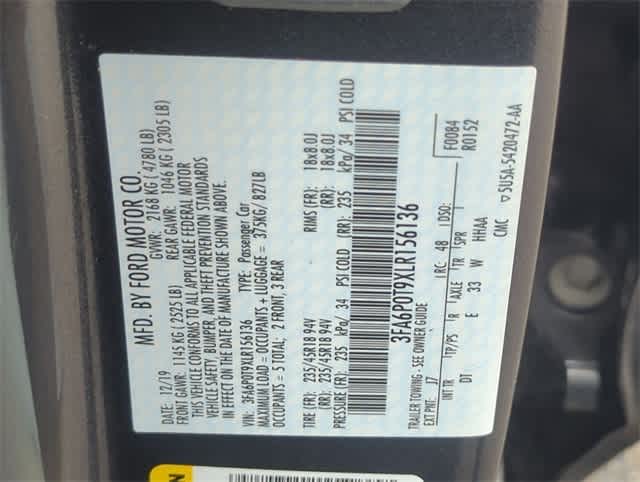 MFD. BY FORD MOTOR CO.
DATE: 12/19 GVWR: 2168 KG (4780 LB)
FRONT GAWR: 1145 KG (2525 LB) REAR GAWR: 1046 KG (2305 LB)
THIS VEHICLE CONFORMS TO ALL APPLICABLE FEDERAL MOTOR
VEHICLE SAFETY, BUMPER, AND THEFT PREVENTION STANDARDS
IN EFFECT ON THE DATE OF MANUFACTURE SHOWN ABOVE.
VIN: 3FA6P0T9XLR156136 TYPE: Passenger Car
MAXIMUM LOAD = OCCUPANTS + LUGGAGE = 375KG/ 827LB
OCCUPANTS = 5 TOTAL; 2 FRONT, 3 REAR
TIRE (FR): 235/45R18 94V RIMS (FR): 18x8.0J
(RR): 235/45R18 94V (RR): 18x8.0J
PRESSURE (FR): 235 kPa/ 34 PSI COLD (RR): 235 kPa/ 34 PSI COLD
3FA6P0T9XLR156136
TRAILER TOWING - SEE OWNER GUIDE
EXT PNT: J7 RC: 48 DSO: F0084
R0152
INT TR TP/PS R AXLE TR SPR
DT E 33 W HHAA
CMC ▽ 5U5A-5420472-AA